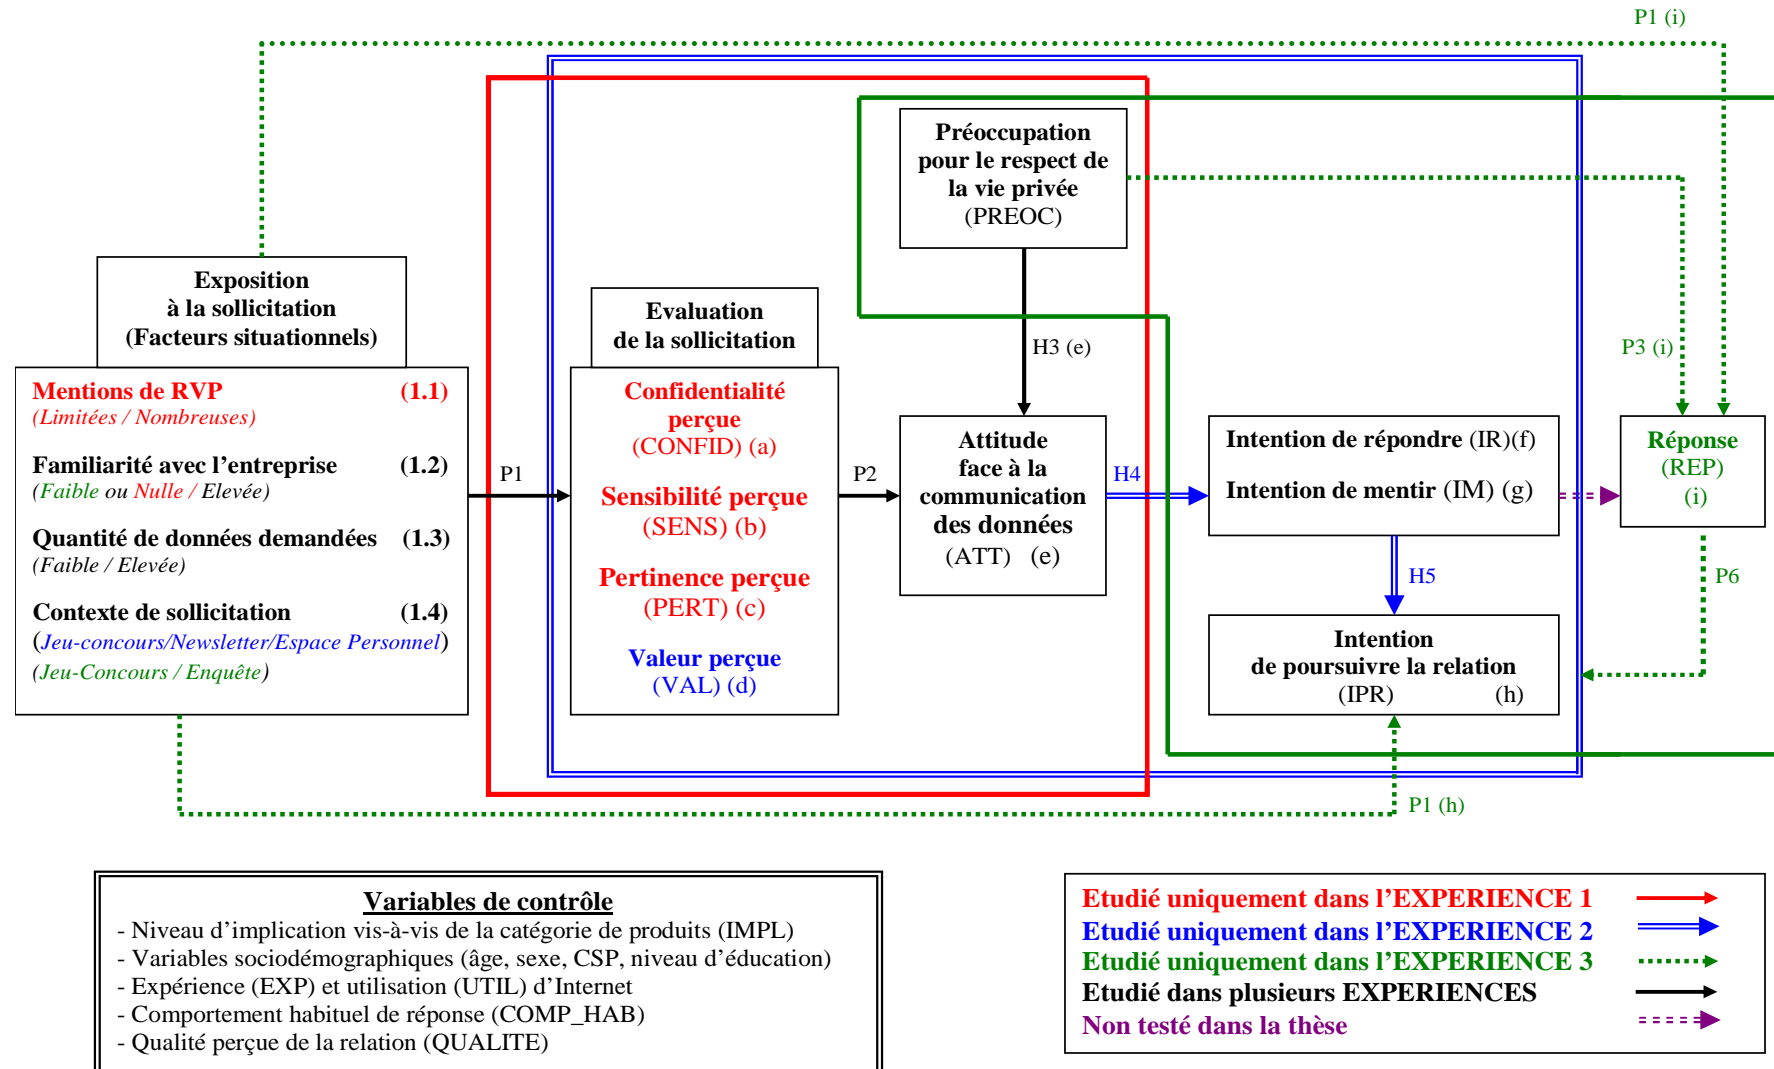 P1 (i)
Préoccupation
pour le respect de
la vie privée
(PREOC)
Exposition
à la sollicitation
(Facteurs situationnels)
Evaluation
de la sollicitation
H3 (e)
P3 (i)
Mentions de RVP (1.1)
(Limitées / Nombreuses)
Familiarité avec l’entreprise (1.2)
(Faible ou Nulle / Elevée)
Quantité de données demandées (1.3)
(Faible / Elevée)
Contexte de sollicitation (1.4)
(Jeu-concours/Newsletter/Espace Personnel)
(Jeu-Concours / Enquête)
P1
Confidentialité
perçue
(CONFID) (a)
Sensibilité perçue
(SENS) (b)
Pertinence perçue
(PERT) (c)
Valeur perçue
(VAL) (d)
P2
Attitude
face à la
communication
des données
(ATT) (e)
H4
Intention de répondre (IR)(f)
Intention de mentir (IM) (g)
Réponse
(REP)
(i)
H5
P6
Intention
de poursuivre la relation
(IPR) (h)
P1 (h)
Variables de contrôle
- Niveau d’implication vis-à-vis de la catégorie de produits (IMPL)
- Variables sociodémographiques (âge, sexe, CSP, niveau d’éducation)
- Expérience (EXP) et utilisation (UTIL) d’Internet
- Comportement habituel de réponse (COMP_HAB)
- Qualité perçue de la relation (QUALITE)
Etudié uniquement dans l’EXPERIENCE 1
Etudié uniquement dans l’EXPERIENCE 2
Etudié uniquement dans l’EXPERIENCE 3
Etudié dans plusieurs EXPERIENCES
Non testé dans la thèse